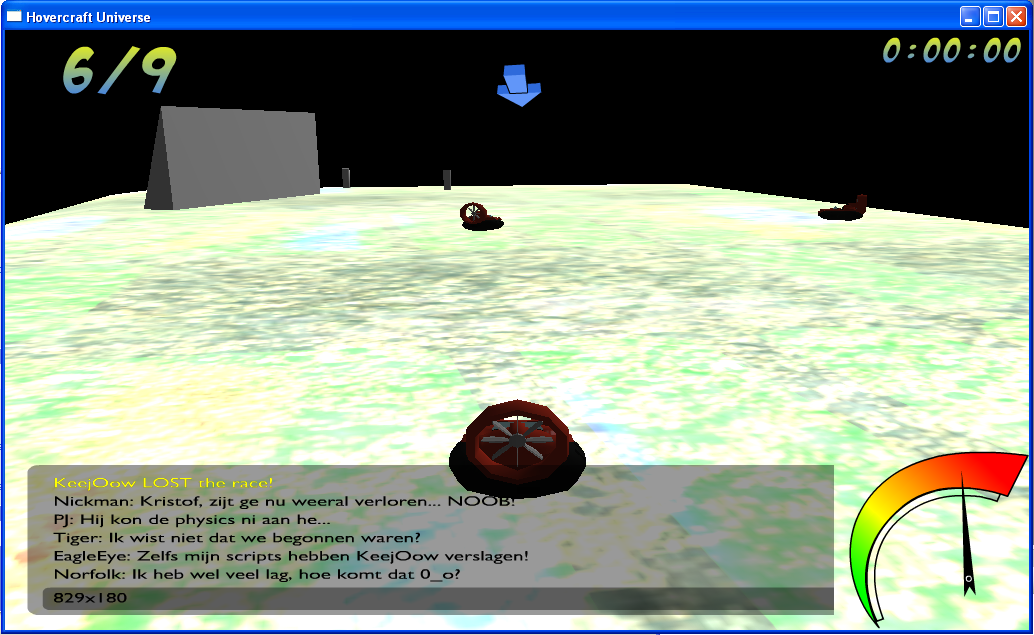 Hovercraft Universe
6/9
0:00:00
KeejOow LOST the race!
Nickman: Kristof, zijt ge nu weeral verloren... NOOB!
PJ: Hij kon de physics ni aan he...
Tiger: Ik wist niet dat we begonnen waren?
EagleEye: Zelfs mijn scripts hebben KeejOow verslagen!
Norfolk: Ik heb wel veel lag, hoe komt dat 0_o?
829x180